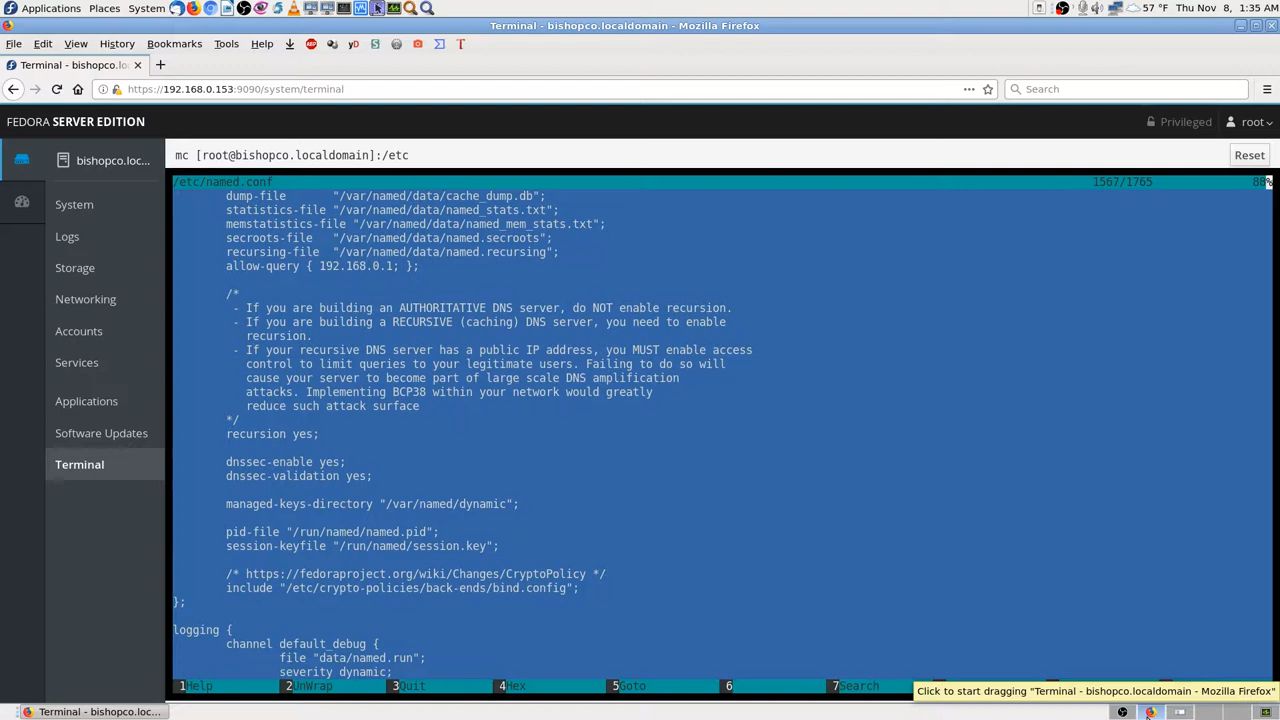 Applications Places System 57 °F Thu Nov 8, 1:35 AM
Terminal - bishopco.localdomain - Mozilla Firefox
File Edit View History Bookmarks Tools Help
Terminal - bishopco.loc
https://192.168.0.153:9090/system/terminal Search
FEDORA SERVER EDITION Privileged root
bishopco.loc... mc [root@bishopco.localdomain]:/etc Reset
System
Logs
Storage
Networking
Accounts
Services
Applications
Software Updates
Terminal
/etc/named.conf 1567/1765 88%
dump-file "/var/named/data/cache_dump.db";
statistics-file "/var/named/data/named_stats.txt";
memstatistics-file "/var/named/data/named_mem_stats.txt";
secroots-file "/var/named/data/named.secroots";
recursing-file "/var/named/data/named.recursing";
allow-query { 192.168.0.1; };
/*
- If you are building an AUTHORITATIVE DNS server, do NOT enable recursion.
- If you are building a RECURSIVE (caching) DNS server, you need to enable
recursion.
- If your recursive DNS server has a public IP address, you MUST enable access
control to limit queries to your legitimate users. Failing to do so will
cause your server to become part of large scale DNS amplification
attacks. Implementing BCP38 within your network would greatly
reduce such attack surface
*/
recursion yes;
dnssec-enable yes;
dnssec-validation yes;
managed-keys-directory "/var/named/dynamic";
pid-file "/run/named/named.pid";
session-keyfile "/run/named/session.key";
/* https://fedoraproject.org/wiki/Changes/CryptoPolicy */
include "/etc/crypto-policies/back-ends/bind.config";
};
logging {
channel default_debug {
file "data/named.run";
severity dynamic;
1Help 2UnWrap 3Quit 4Hex 5Goto 6 7Search
Click to start dragging "Terminal - bishopco.localdomain - Mozilla Firefox"
Terminal - bishopco.loc...